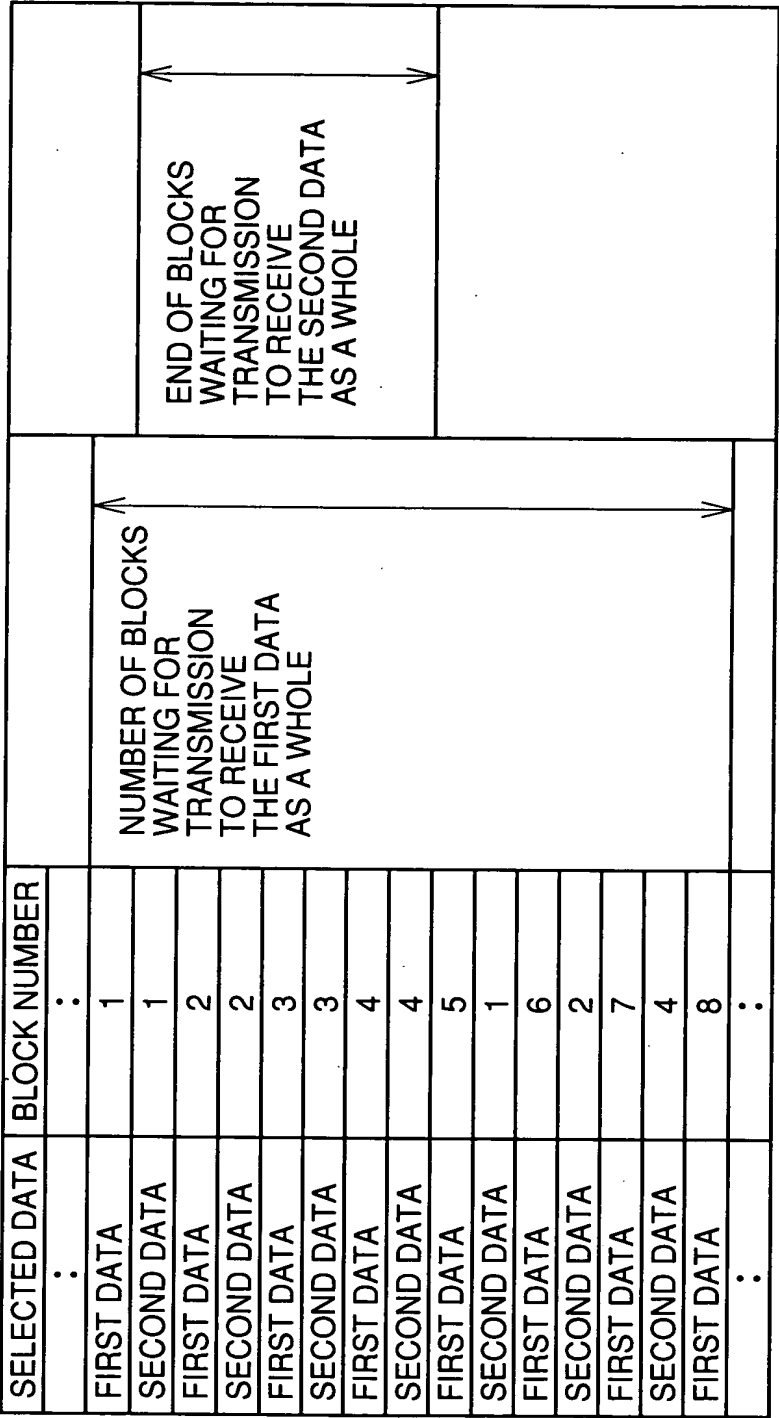 SELECTED DATA BLOCK NUMBER
: :
FIRST DATA 1
SECOND DATA 1
FIRST DATA 2
SECOND DATA 2
FIRST DATA 3
SECOND DATA 3
FIRST DATA 4
SECOND DATA 4
FIRST DATA 5
SECOND DATA 1
FIRST DATA 6
SECOND DATA 2
FIRST DATA 7
SECOND DATA 4
FIRST DATA 8
: :
NUMBER OF BLOCKS
WAITING FOR
TRANSMISSION
TO RECEIVE
THE FIRST DATA
AS A WHOLE
END OF BLOCKS
WAITING FOR
TRANSMISSION
TO RECEIVE
THE SECOND DATA
AS A WHOLE